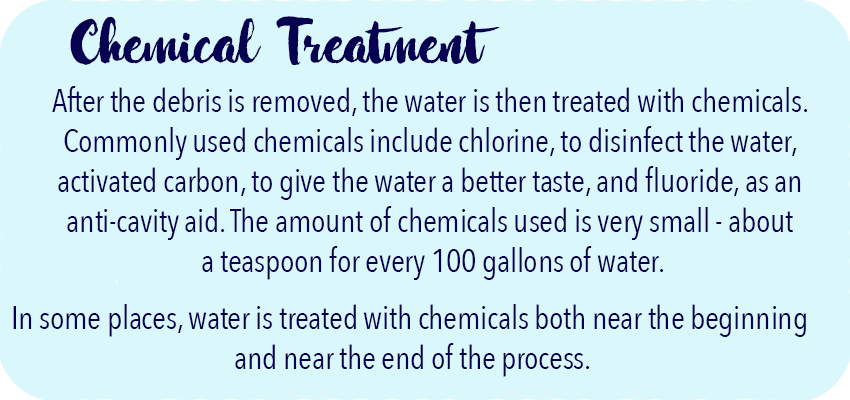 Chemical Treatment
After the debris is removed, the water is then treated with chemicals.
Commonly used chemicals include chlorine, to disinfect the water,
activated carbon, to give the water a better taste, and fluoride, as an
anti-cavity aid. The amount of chemicals used is very small - about
a teaspoon for every 100 gallons of water.
In some places, water is treated with chemicals both near the beginning
and near the end of the process.